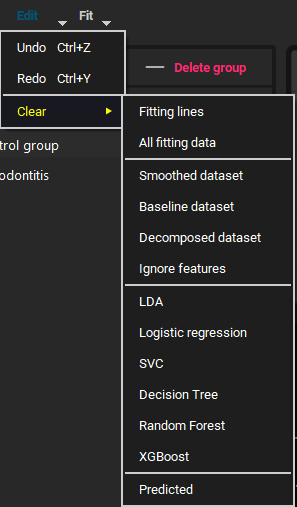 Edit Fit
Undo Ctrl+Z
Delete group
Redo Ctrl+Y
Clear
Fitting lines
All fitting data
trol group
odontitis
Smoothed dataset
Baseline dataset
Decomposed dataset
Ignore features
LDA
Logistic regression
SVC
Decision Tree
Random Forest
XGBoost
Predicted